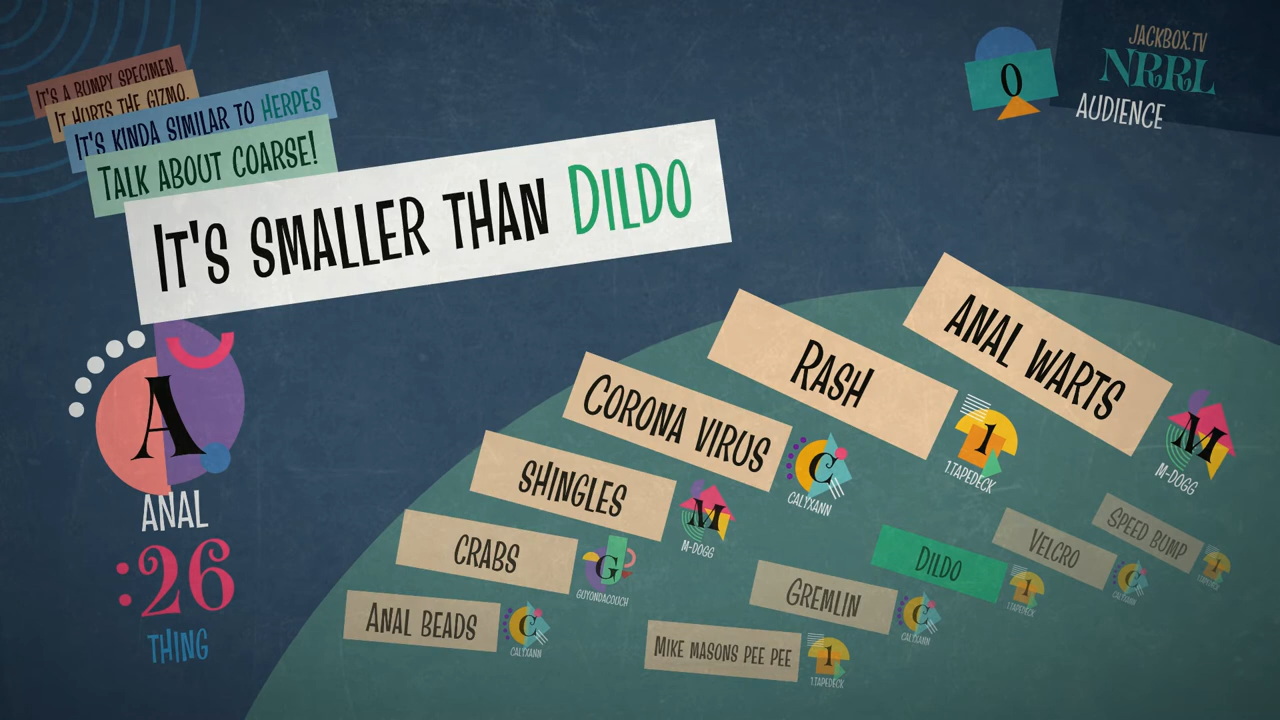 IT'S A BUMPY SPECIMEN.
IT HURTS THE GIZMO.
IT'S KINDA SIMILAR TO HERPES
TALK ABOUT COARSE!
IT'S SMALLER THAN DILDO
JACKBOX.TV
NRRL
0
AUDIENCE
A
ANAL
:26
THING
ANAL WARTS
M
M-DOGG
RASH
1
1.TAPEDECK
CORONA VIRUS
C
CALYXANN
SHINGLES
M
M-DOGG
CRABS
G
GUYONDACOUCH
ANAL BEADS
C
CALYXANN
SPEED BUMP
1
1.TAPEDECK
VELCRO
C
CALYXANN
DILDO
1
1.TAPEDECK
GREMLIN
C
CALYXANN
MIKE MASONS PEE PEE
1
1.TAPEDECK